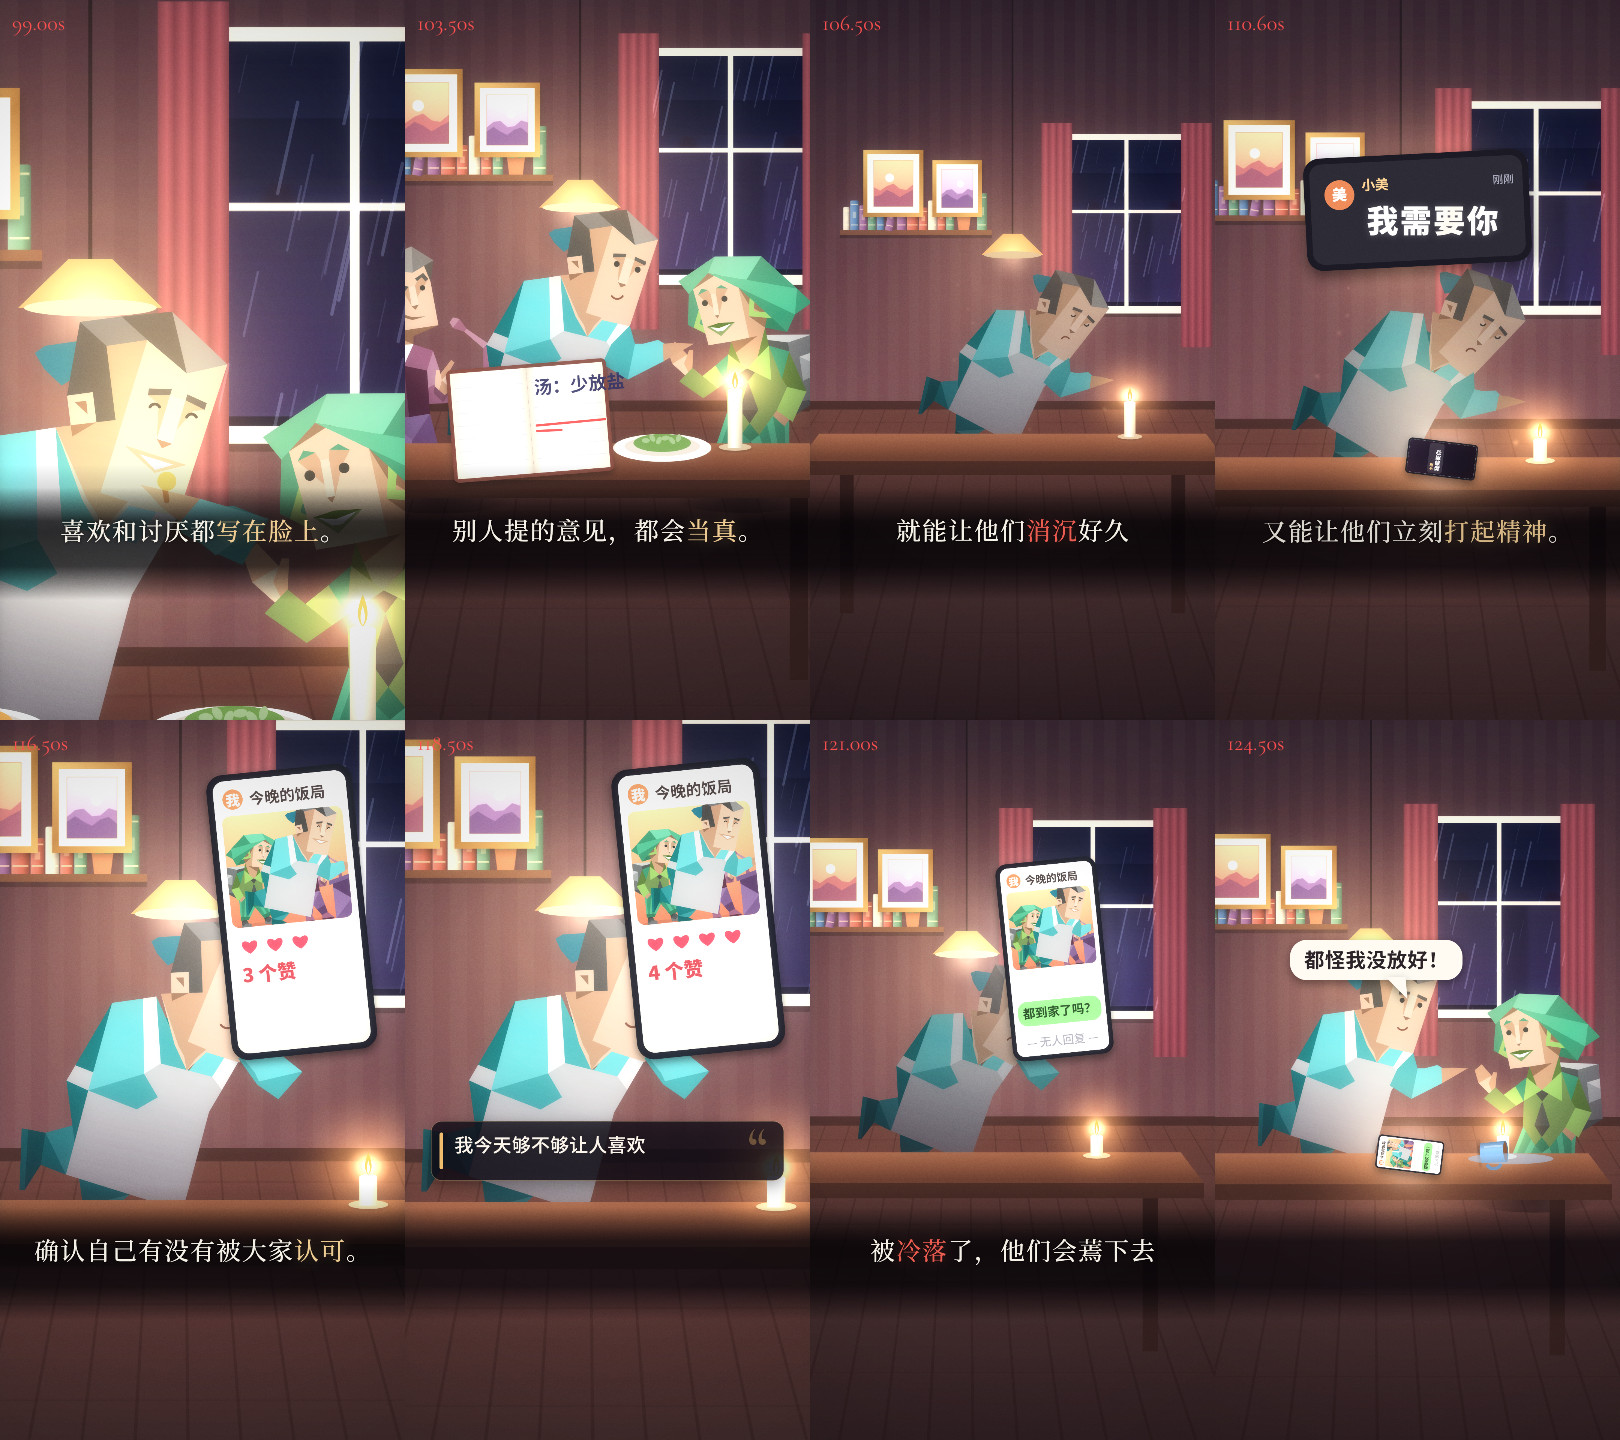 99.00s
喜欢和讨厌都写在脸上。
103.50s
汤：少放盐
别人提的意见，都会当真。
106.50s
就能让他们消沉好久
110.60s
美
小美
刚刚
我需要你
又能让他们立刻打起精神。
116.50s
我 今晚的饭局
3 个赞
确认自己有没有被大家认可。
118.50s
我 今晚的饭局
4 个赞
我今天够不够让人喜欢
“
121.00s
我 今晚的饭局
都到家了吗？
-- 无人回复 --
被冷落了，他们会蔫下去
124.50s
都怪我没放好！